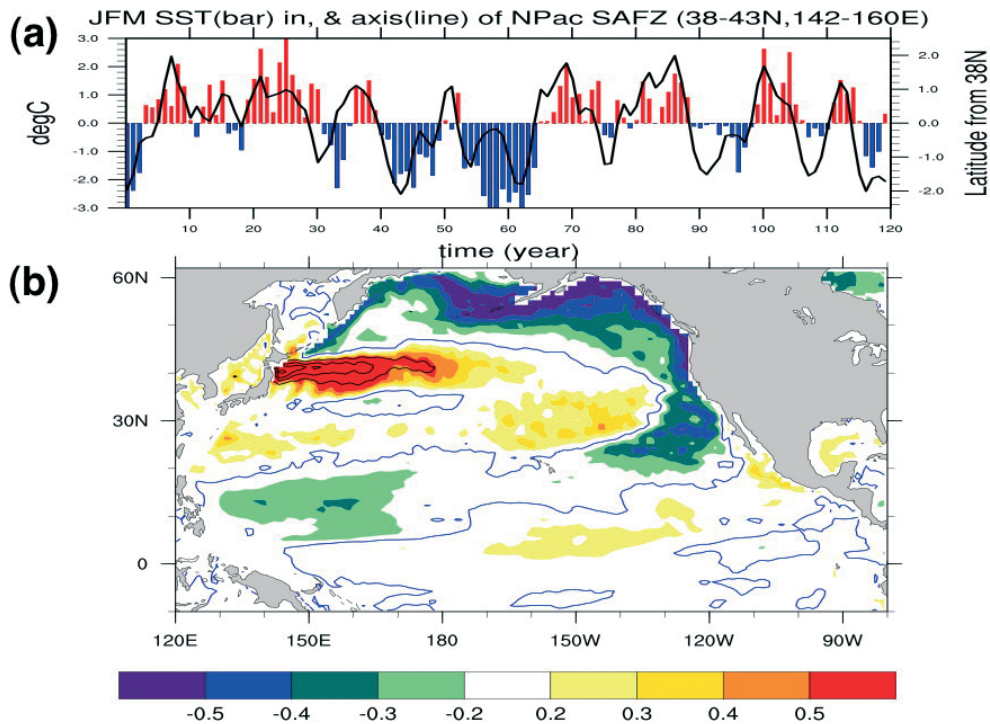 JFM SST(bar) in, & axis(line) of NPac SAFZ (38-43N,142-160E)
(a)
3.0
2.0
1.0
0.0
-1.0
-2.0
-3.0
degC
2.0
1.0
0.0
-1.0
-2.0
Latitude from 38N
10 20 30 40 50 60 70 80 90 100 110 120
time (year)
(b)
60N
30N
0
120E 150E 180 150W 120W 90W
-0.5 -0.4 -0.3 -0.2 0.2 0.3 0.4 0.5